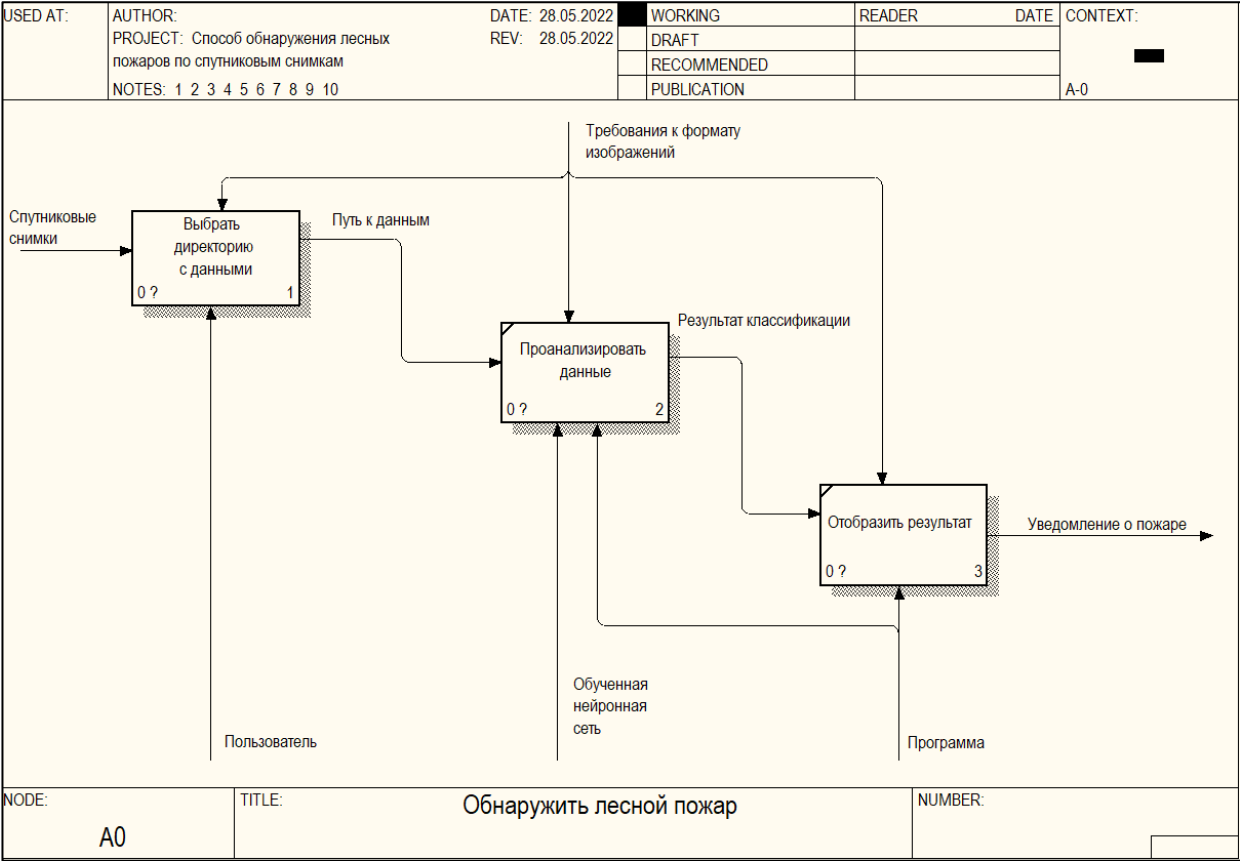 USED AT:
AUTHOR:
DATE: 28.05.2022
PROJECT: Способ обнаружения лесных
пожаров по спутниковым снимкам
REV: 28.05.2022
NOTES: 1 2 3 4 5 6 7 8 9 10
WORKING
DRAFT
RECOMMENDED
PUBLICATION
READER
DATE
CONTEXT:
A-0
Требования к формату
изображений
Спутниковые
снимки
Выбрать
директорию
с данными
0 ?
1
Путь к данным
Проанализировать
данные
0 ?
2
Результат классификации
Отобразить результат
0 ?
3
Уведомление о пожаре
Пользователь
Обученная
нейронная
сеть
Программа
NODE:
A0
TITLE:
Обнаружить лесной пожар
NUMBER: